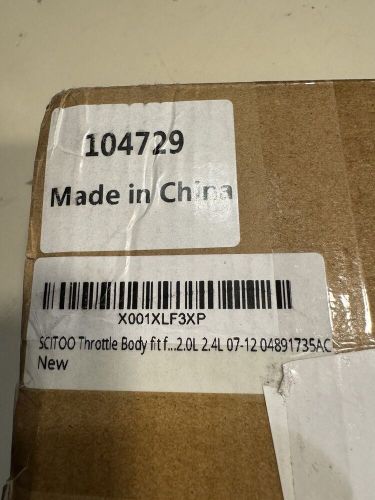 104729
Made in China
X001XLF3XP
SCITOO Throttle Body fit f...2.0L 2.4L 07-12 04891735AC
New